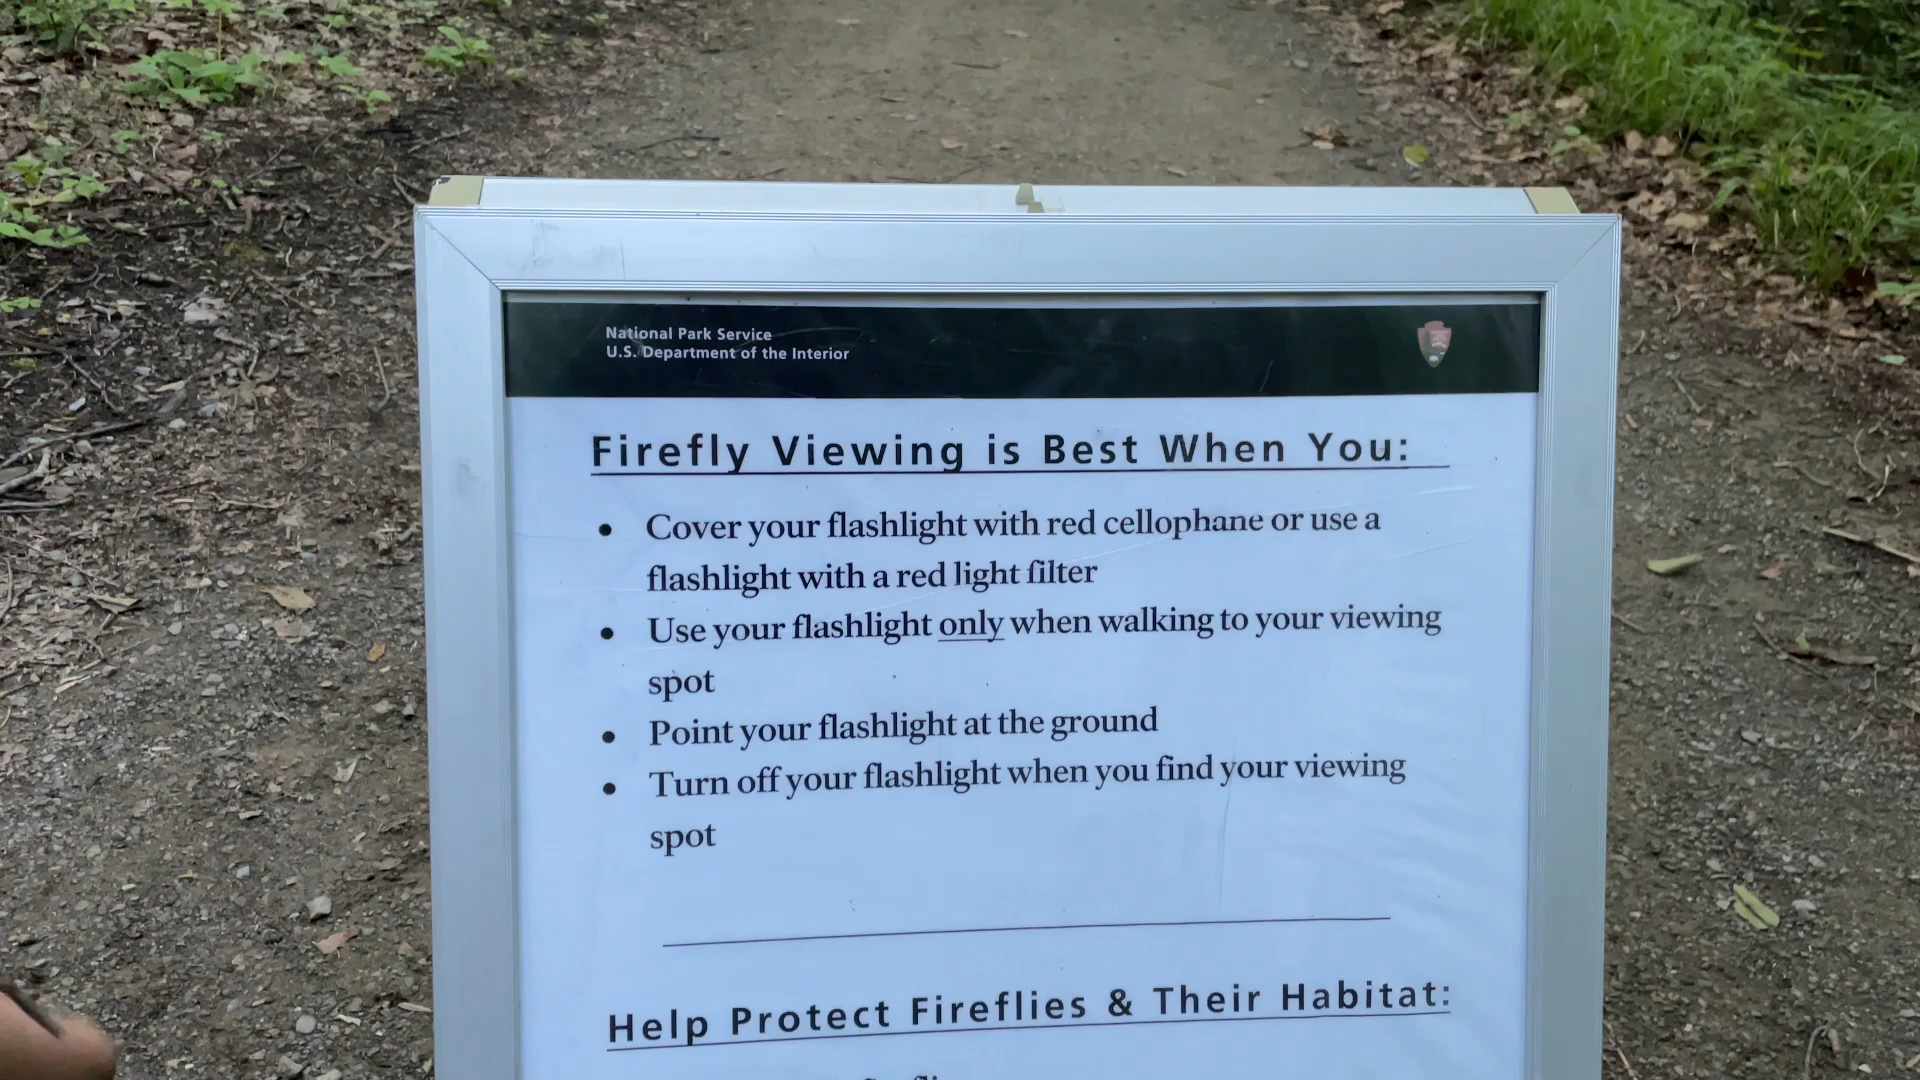 National Park Service
U.S. Department of the Interior
Firefly Viewing is Best When You:
• Cover your flashlight with red cellophane or use a
flashlight with a red light filter
• Use your flashlight only when walking to your viewing
spot
• Point your flashlight at the ground
• Turn off your flashlight when you find your viewing
spot
Help Protect Fireflies & Their Habitat: